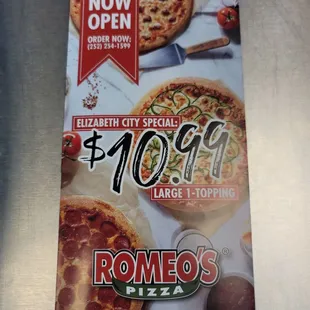 NOW
OPEN
ORDER NOW:
(252) 254-1599
ELIZABETH CITY SPECIAL:
$10.99
LARGE 1-TOPPING
ROMEO'S
PIZZA